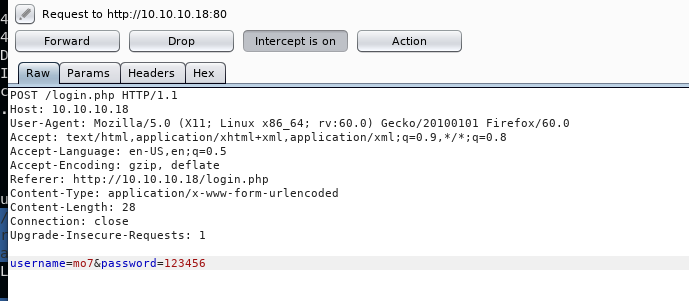 Request to http://10.10.10.18:80
Forward Drop Intercept is on Action
Raw Params Headers Hex
POST /login.php HTTP/1.1
Host: 10.10.10.18
User-Agent: Mozilla/5.0 (X11; Linux x86_64; rv:60.0) Gecko/20100101 Firefox/60.0
Accept: text/html,application/xhtml+xml,application/xml;q=0.9,*/*;q=0.8
Accept-Language: en-US,en;q=0.5
Accept-Encoding: gzip, deflate
Referer: http://10.10.10.18/login.php
Content-Type: application/x-www-form-urlencoded
Content-Length: 28
Connection: close
Upgrade-Insecure-Requests: 1
username=mo7&password=123456